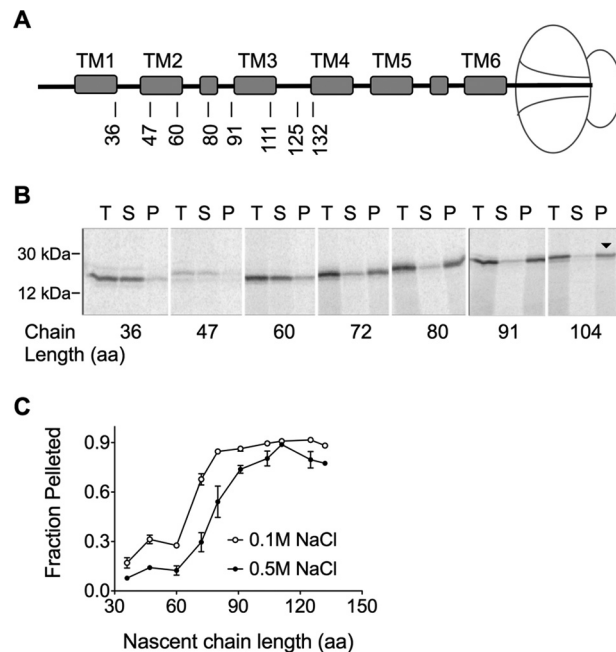 A
TM1 TM2 TM3 TM4 TM5 TM6
36 47 60 80 91 111 125 132
B
T S P T S P T S P T S P T S P T S P T S P
30 kDa
12 kDa
Chain 36 47 60 72 80 91 104
Length (aa)
C
Fraction Pelleted
0.9
0.6
0.3
0.0
0.1M NaCl
0.5M NaCl
30 60 90 120 150
Nascent chain length (aa)